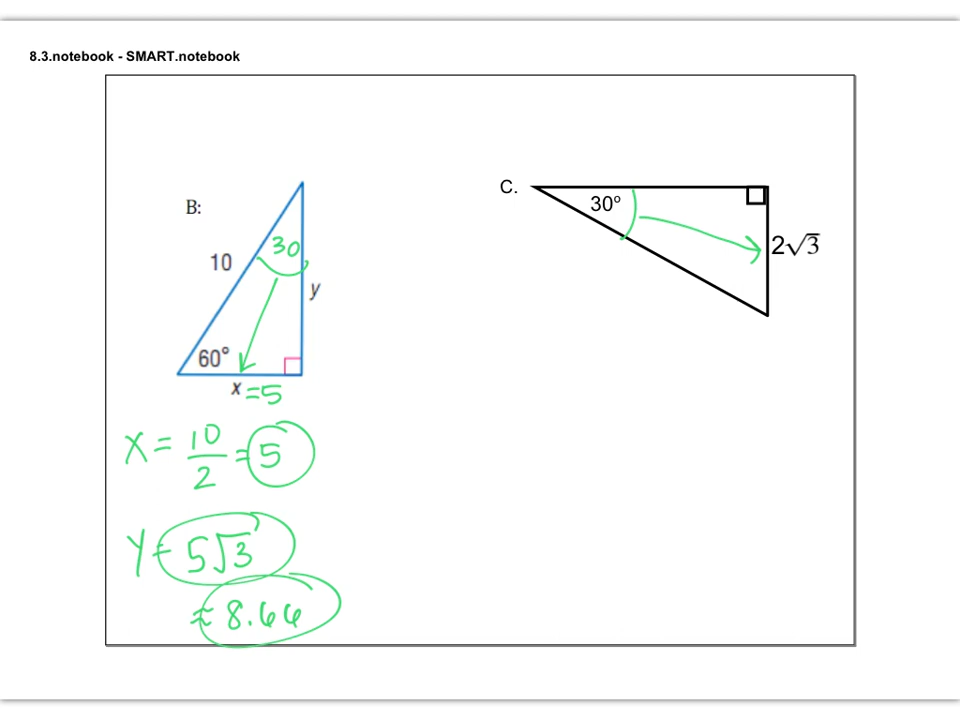 8.3.notebook - SMART.notebook
B:
10
30
y
60°
x =5
x = 10/2 = 5
y = 5√3
≈ 8.66
C.
30°
2√3